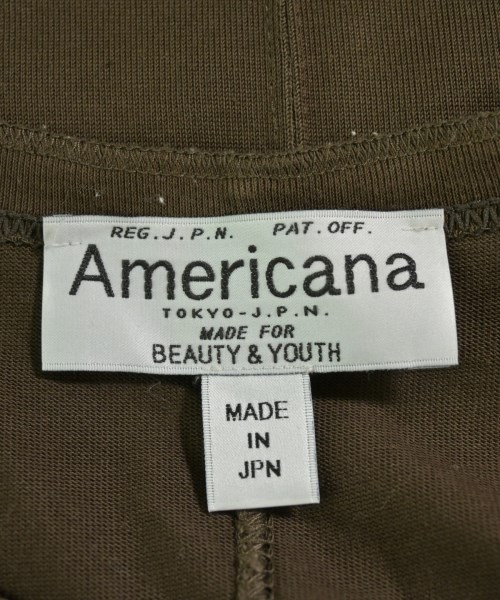 REG. J. P. N. PAT. OFF.
Americana
TOKYO-J.P.N.
MADE FOR
BEAUTY & YOUTH
MADE
IN
JPN